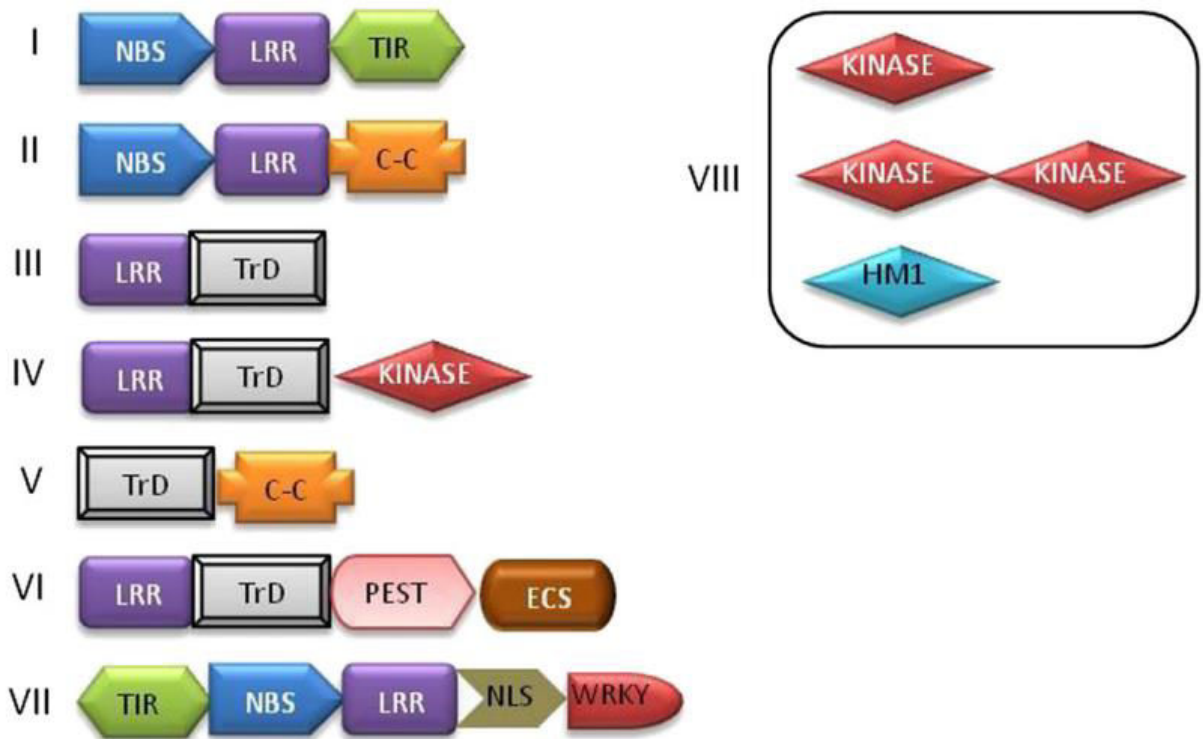 I NBS LRR TIR
II NBS LRR C-C
III LRR TrD
IV LRR TrD KINASE
V TrD C-C
VI LRR TrD PEST ECS
VII TIR NBS LRR NLS WRKY
VIII
KINASE
KINASE KINASE
HM1